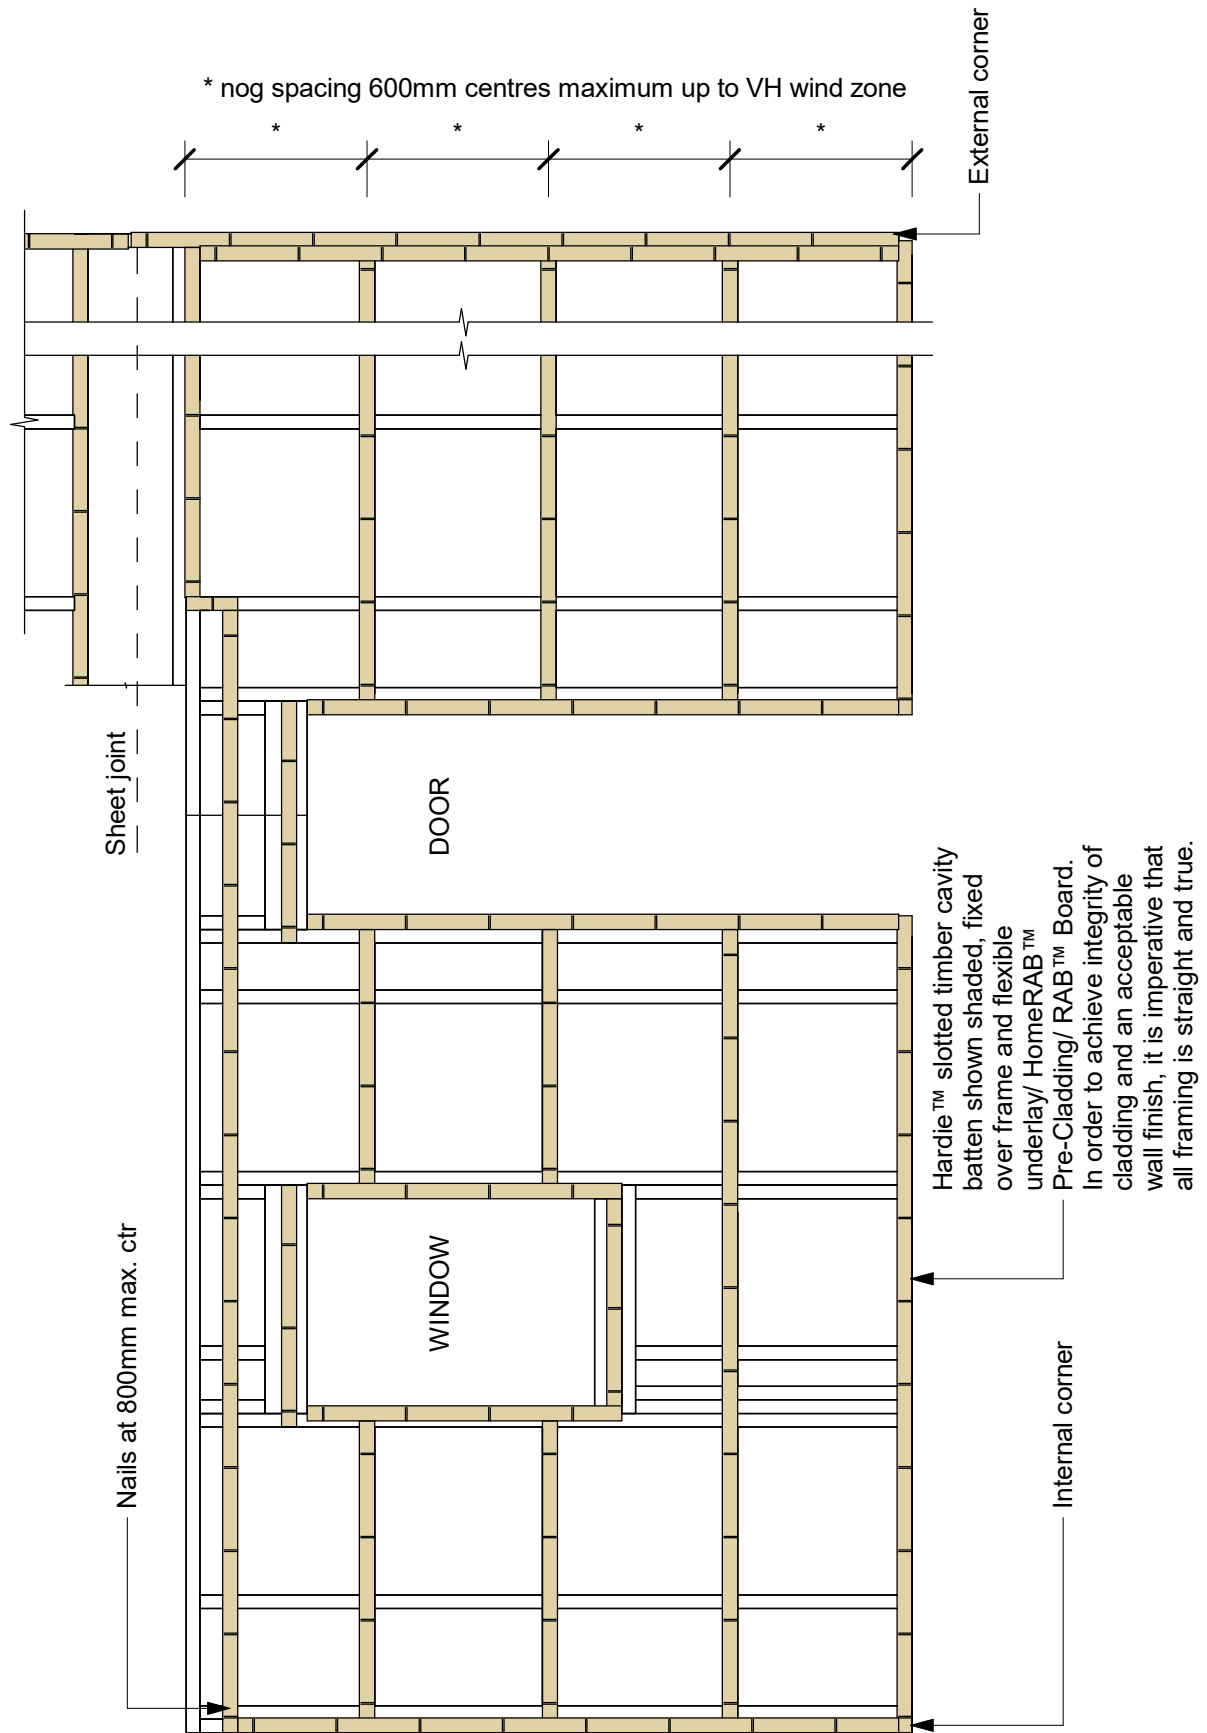 * nog spacing 600mm centres maximum up to VH wind zone
*
*
*
*
External corner
Sheet joint
DOOR
Nails at 800mm max. ctr
WINDOW
Hardie™ slotted timber cavity
batten shown shaded, fixed
over frame and flexible
underlay/ HomeRAB™
Pre-Cladding/ RAB™ Board.
In order to achieve integrity of
cladding and an acceptable
wall finish, it is imperative that
all framing is straight and true.
Internal corner